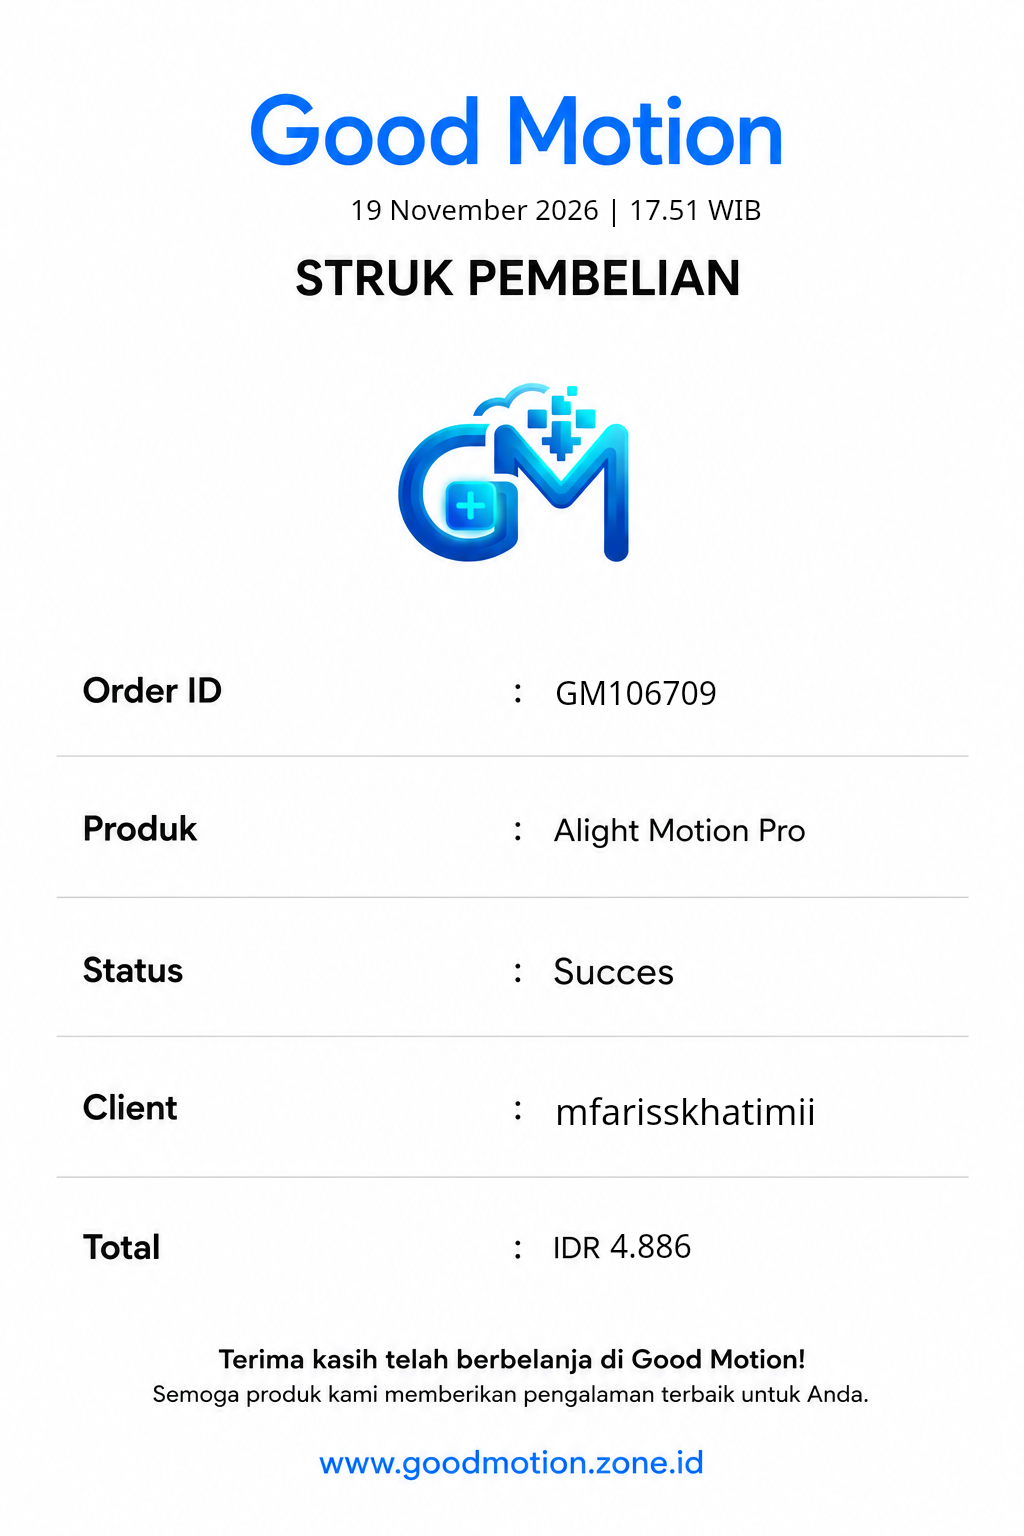 Good Motion
19 November 2026 | 17.51 WIB
STRUK PEMBELIAN
GM
Order ID : GM106709
Produk : Alight Motion Pro
Status : Succes
Client : mfarisskhatimii
Total : IDR 4.886
Terima kasih telah berbelanja di Good Motion!
Semoga produk kami memberikan pengalaman terbaik untuk Anda.
www.goodmotion.zone.id